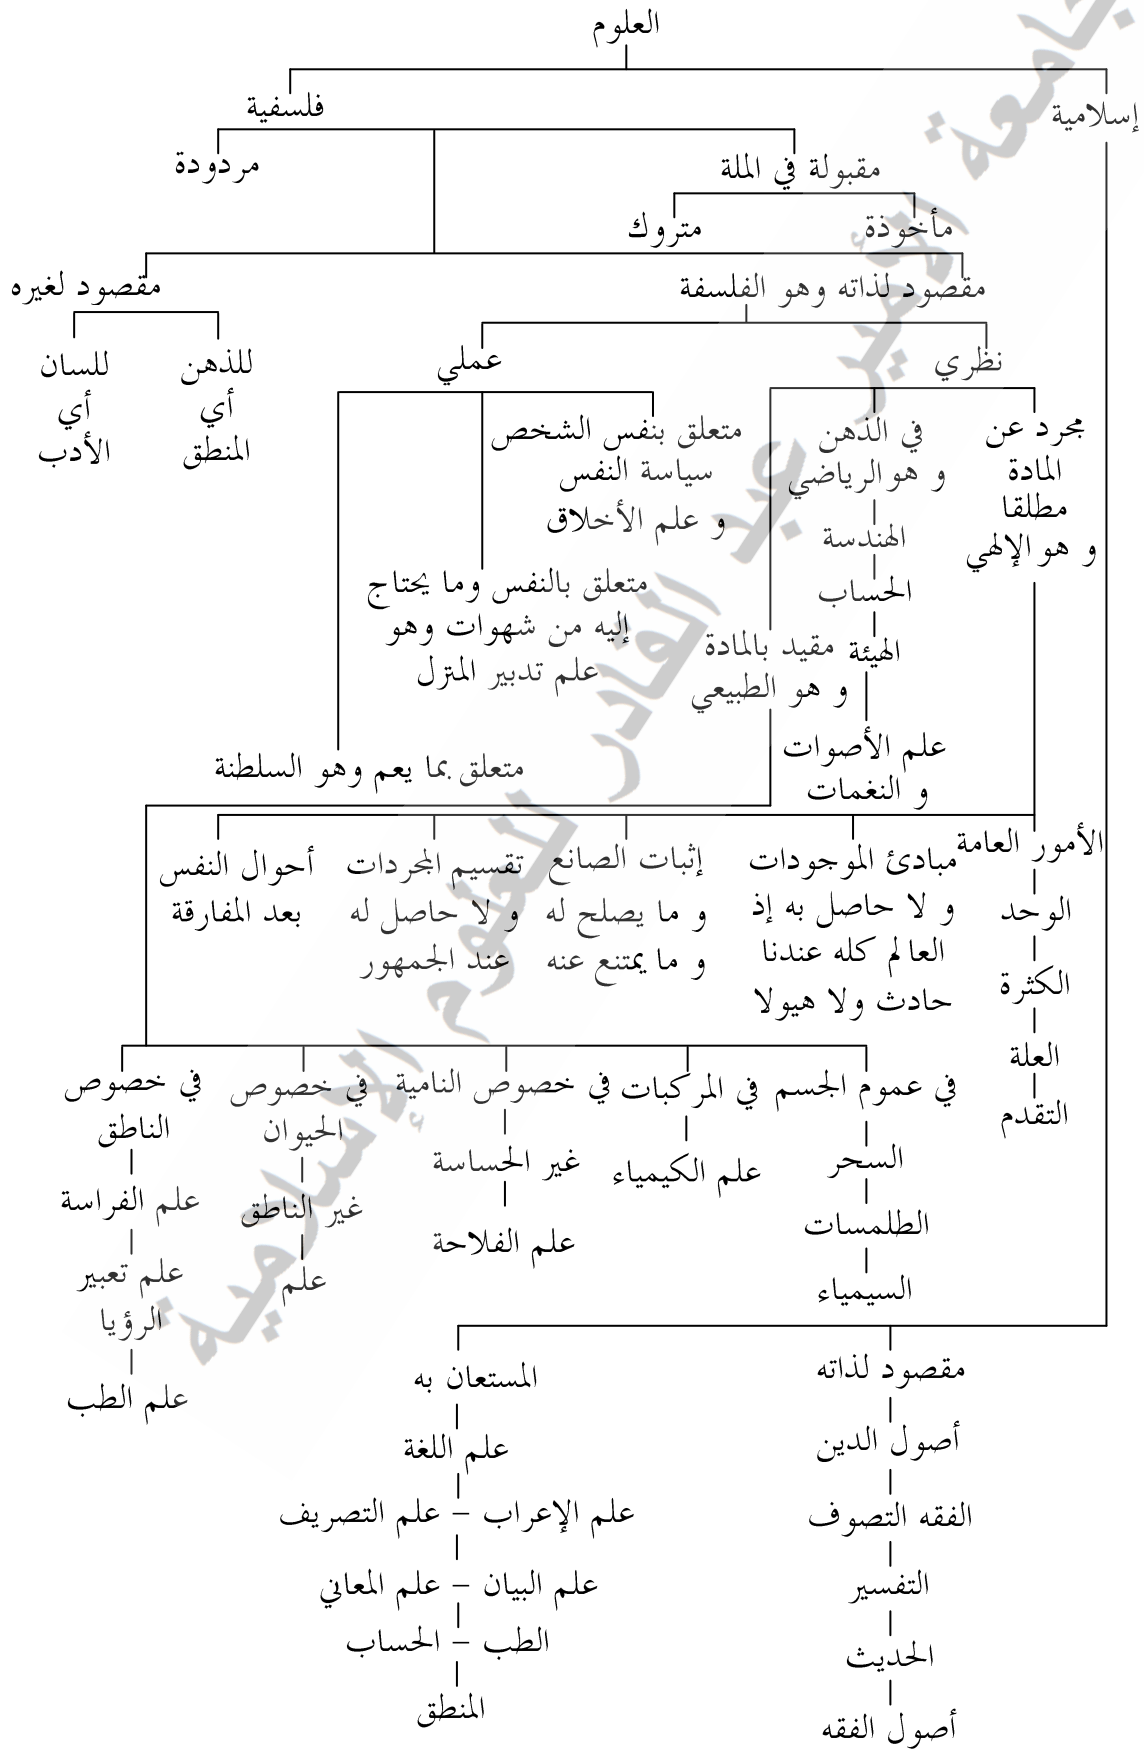 العلوم
إسلامية
فلسفية
مقبولة في الملة
مردودة
مأخوذة
متروك
مقصود لذاته وهو الفلسفة
مقصود لغيره
نظري
عملي
للذهن
أي
المنطق
للسان
أي
الأدب
مجرد عن
المادة
مطلقا
و هو الإلهي
في الذهن
و هو الرياضي
الهندسة
الحساب
الهيئة
علم الأصوات
و النغمات
مقيد بالمادة
و هو الطبيعي
متعلق بنفس الشخص
سياسة النفس
و علم الأخلاق
متعلق بالنفس وما يحتاج
إليه من شهوات وهو
علم تدبير المنزل
متعلق بما يعم وهو السلطنة
الأمور العامة
الوحد
الكثرة
العلة
التقدم
مبادئ الموجودات
و لا حاصل به إذ
العالم كله عندنا
حادث ولا هيولا
إثبات الصانع
و ما يصلح له
و ما يمتنع عنه
تقسيم المجردات
و لا حاصل له
عند الجمهور
أحوال النفس
بعد المفارقة
في عموم الجسم
السحر
الطلمسات
السيمياء
في المركبات
علم الكيمياء
في خصوص النامية
غير الحساسة
علم الفلاحة
في خصوص
الحيوان
غير الناطق
علم
في خصوص
الناطق
علم الفراسة
علم تعبير
الرؤيا
علم الطب
مقصود لذاته
أصول الدين
الفقه التصوف
التفسير
الحديث
أصول الفقه
المستعان به
علم اللغة
علم الإعراب – علم التصريف
علم البيان – علم المعاني
الطب – الحساب
المنطق
جامعة الأمير عبد القادر للعلوم الإسلامية